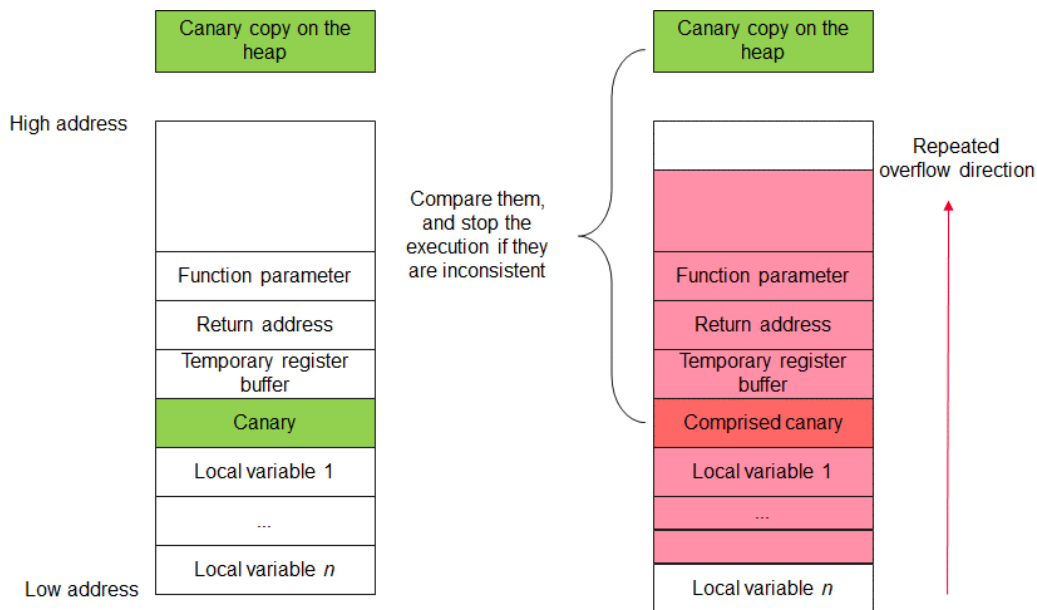 Canary copy on the
heap
High address
Function parameter
Return address
Temporary register
buffer
Canary
Local variable 1
...
Local variable n
Low address
Compare them,
and stop the
execution if they
are inconsistent
Canary copy on the
heap
Function parameter
Return address
Temporary register
buffer
Comprised canary
Local variable 1
...
Local variable n
Repeated
overflow direction